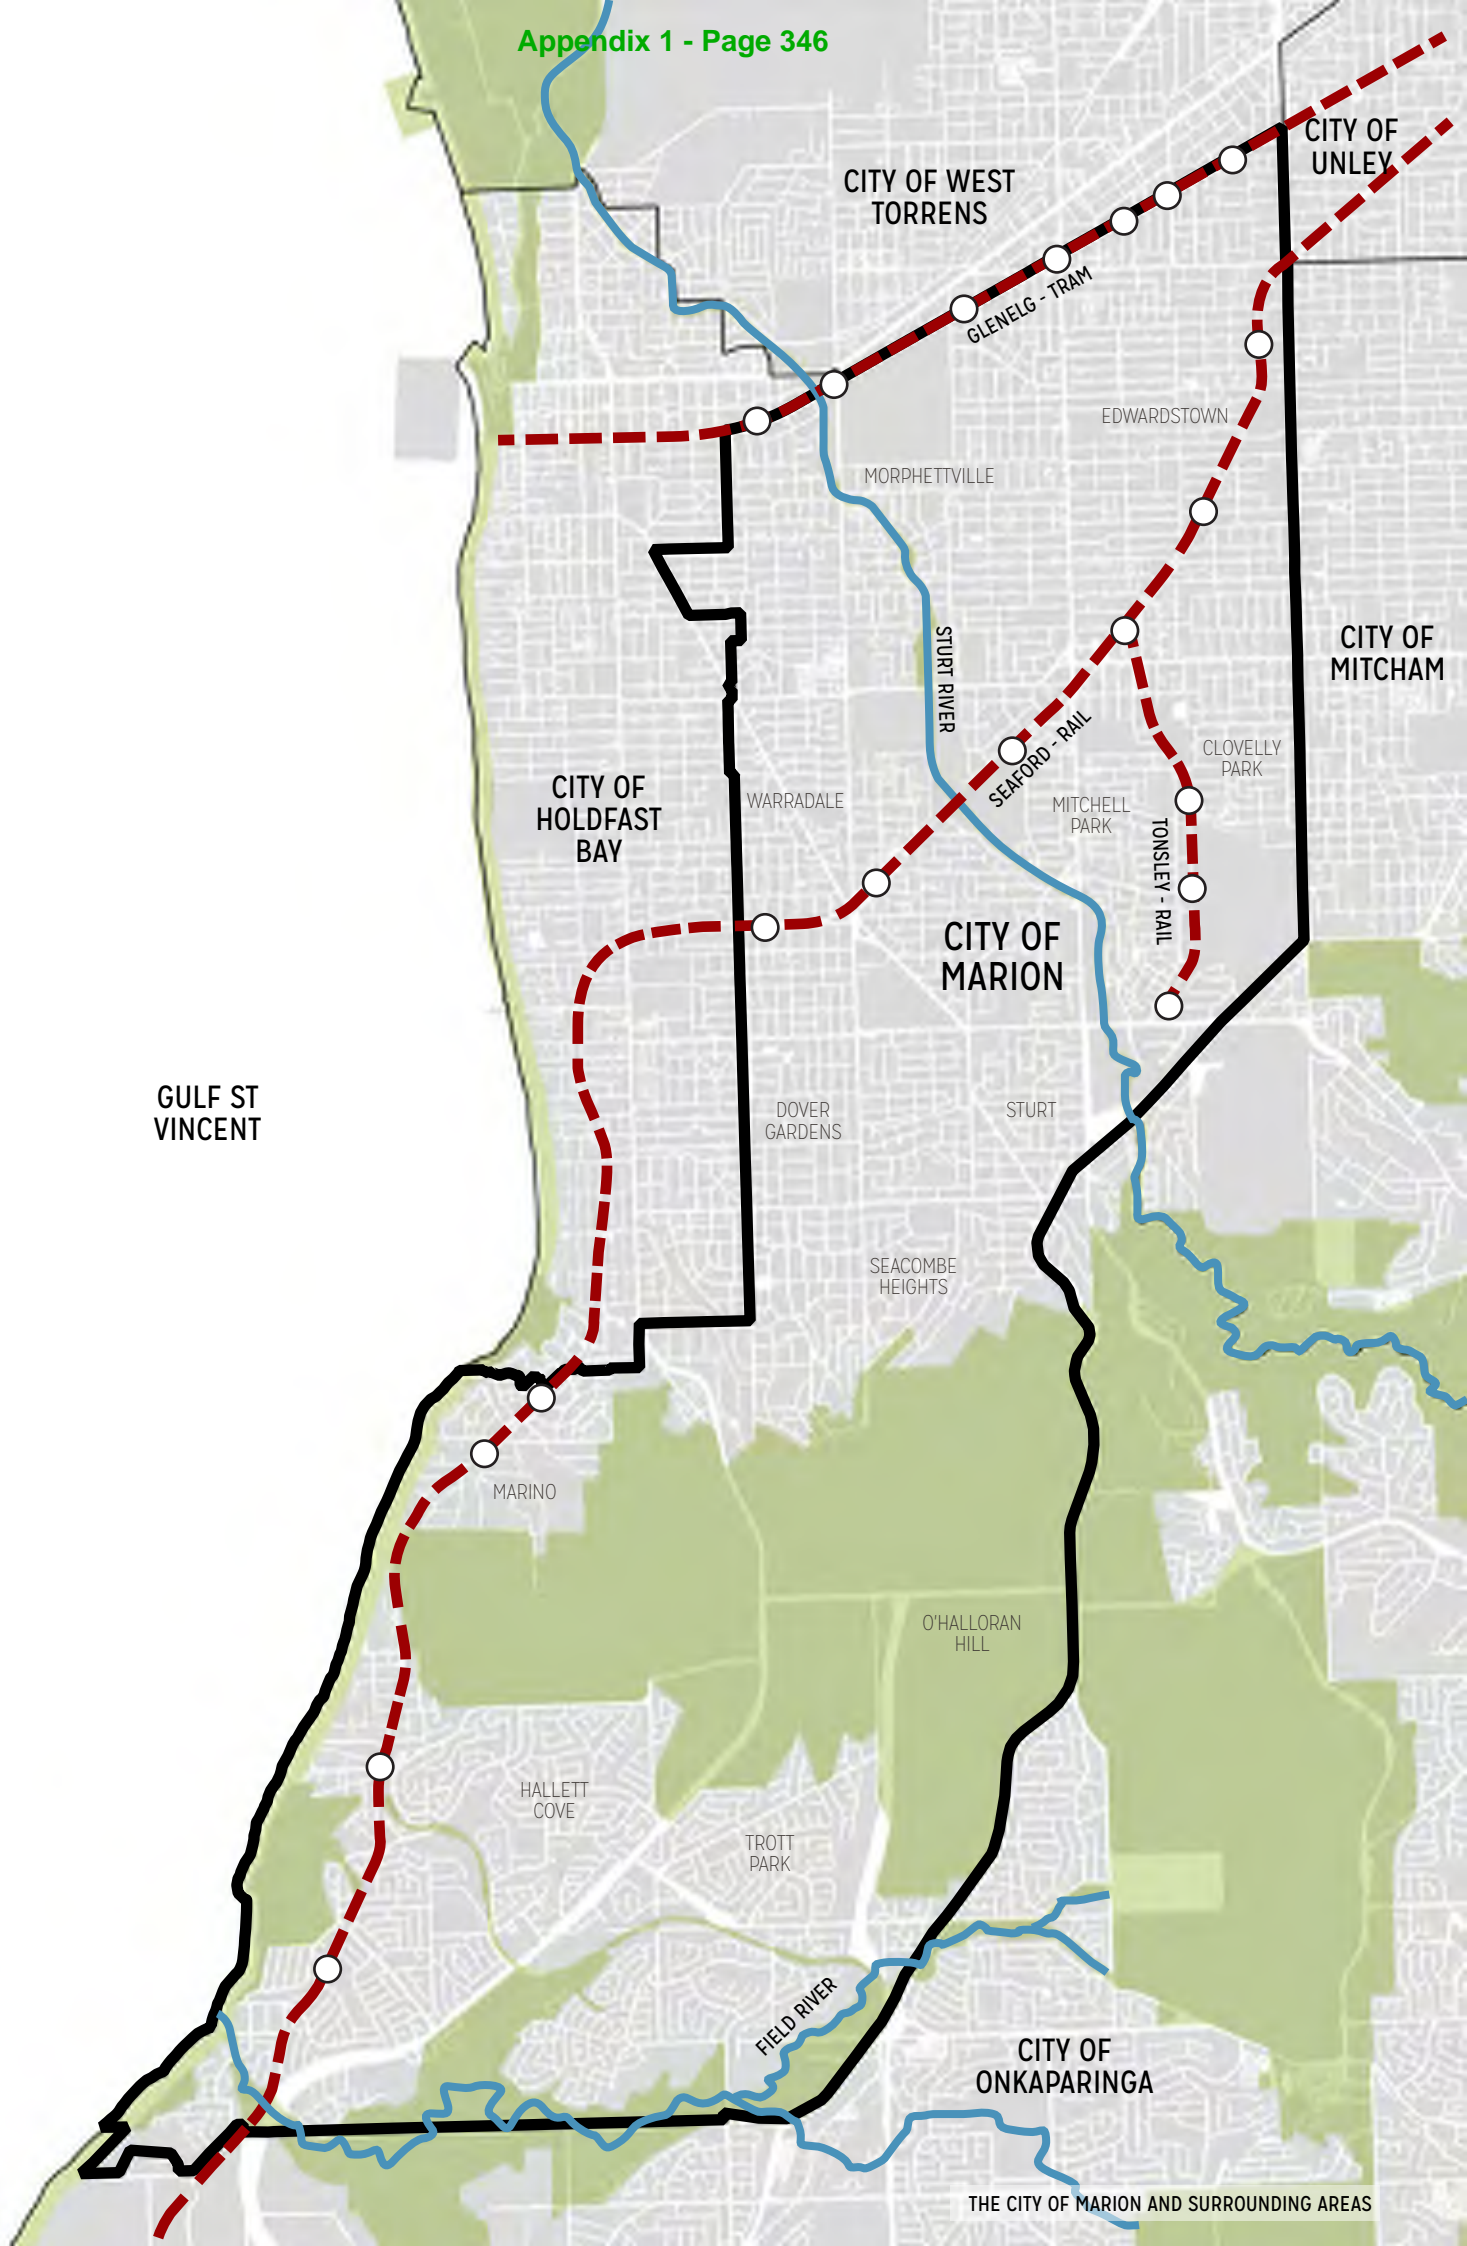 Appendix 1 - Page 346
CITY OF
UNLEY
CITY OF WEST
TORRENS
GLENELG - TRAM
EDWARDSTOWN
MORPHETTVILLE
STURT RIVER
CITY OF
MITCHAM
SEAFORD - RAIL
CLOVELLY
PARK
CITY OF
HOLDFAST
BAY
WARRADALE
MITCHELL
PARK
TONSLEY - RAIL
CITY OF
MARION
GULF ST
VINCENT
DOVER
GARDENS
STURT
SEACOMBE
HEIGHTS
MARINO
O'HALLORAN
HILL
HALLETT
COVE
TROTT
PARK
FIELD RIVER
CITY OF
ONKAPARINGA
THE CITY OF MARION AND SURROUNDING AREAS